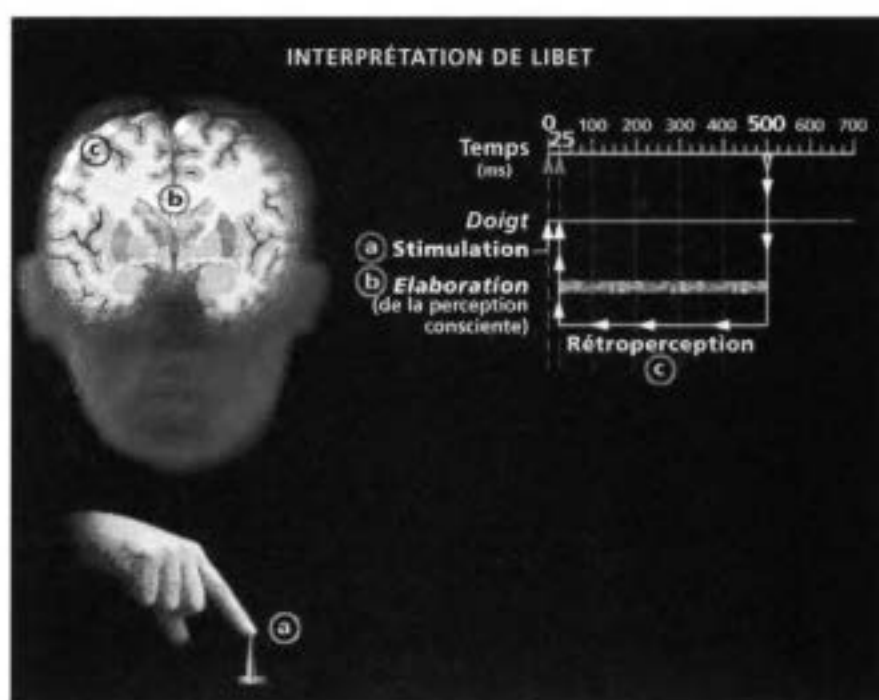 INTERPRÉTATION DE LIBET
c
b
0 25 100 200 300 400 500 600 700
Temps
(ms)
Doigt
a Stimulation
b Elaboration
(de la perception
consciente)
Rétroperception
c
a